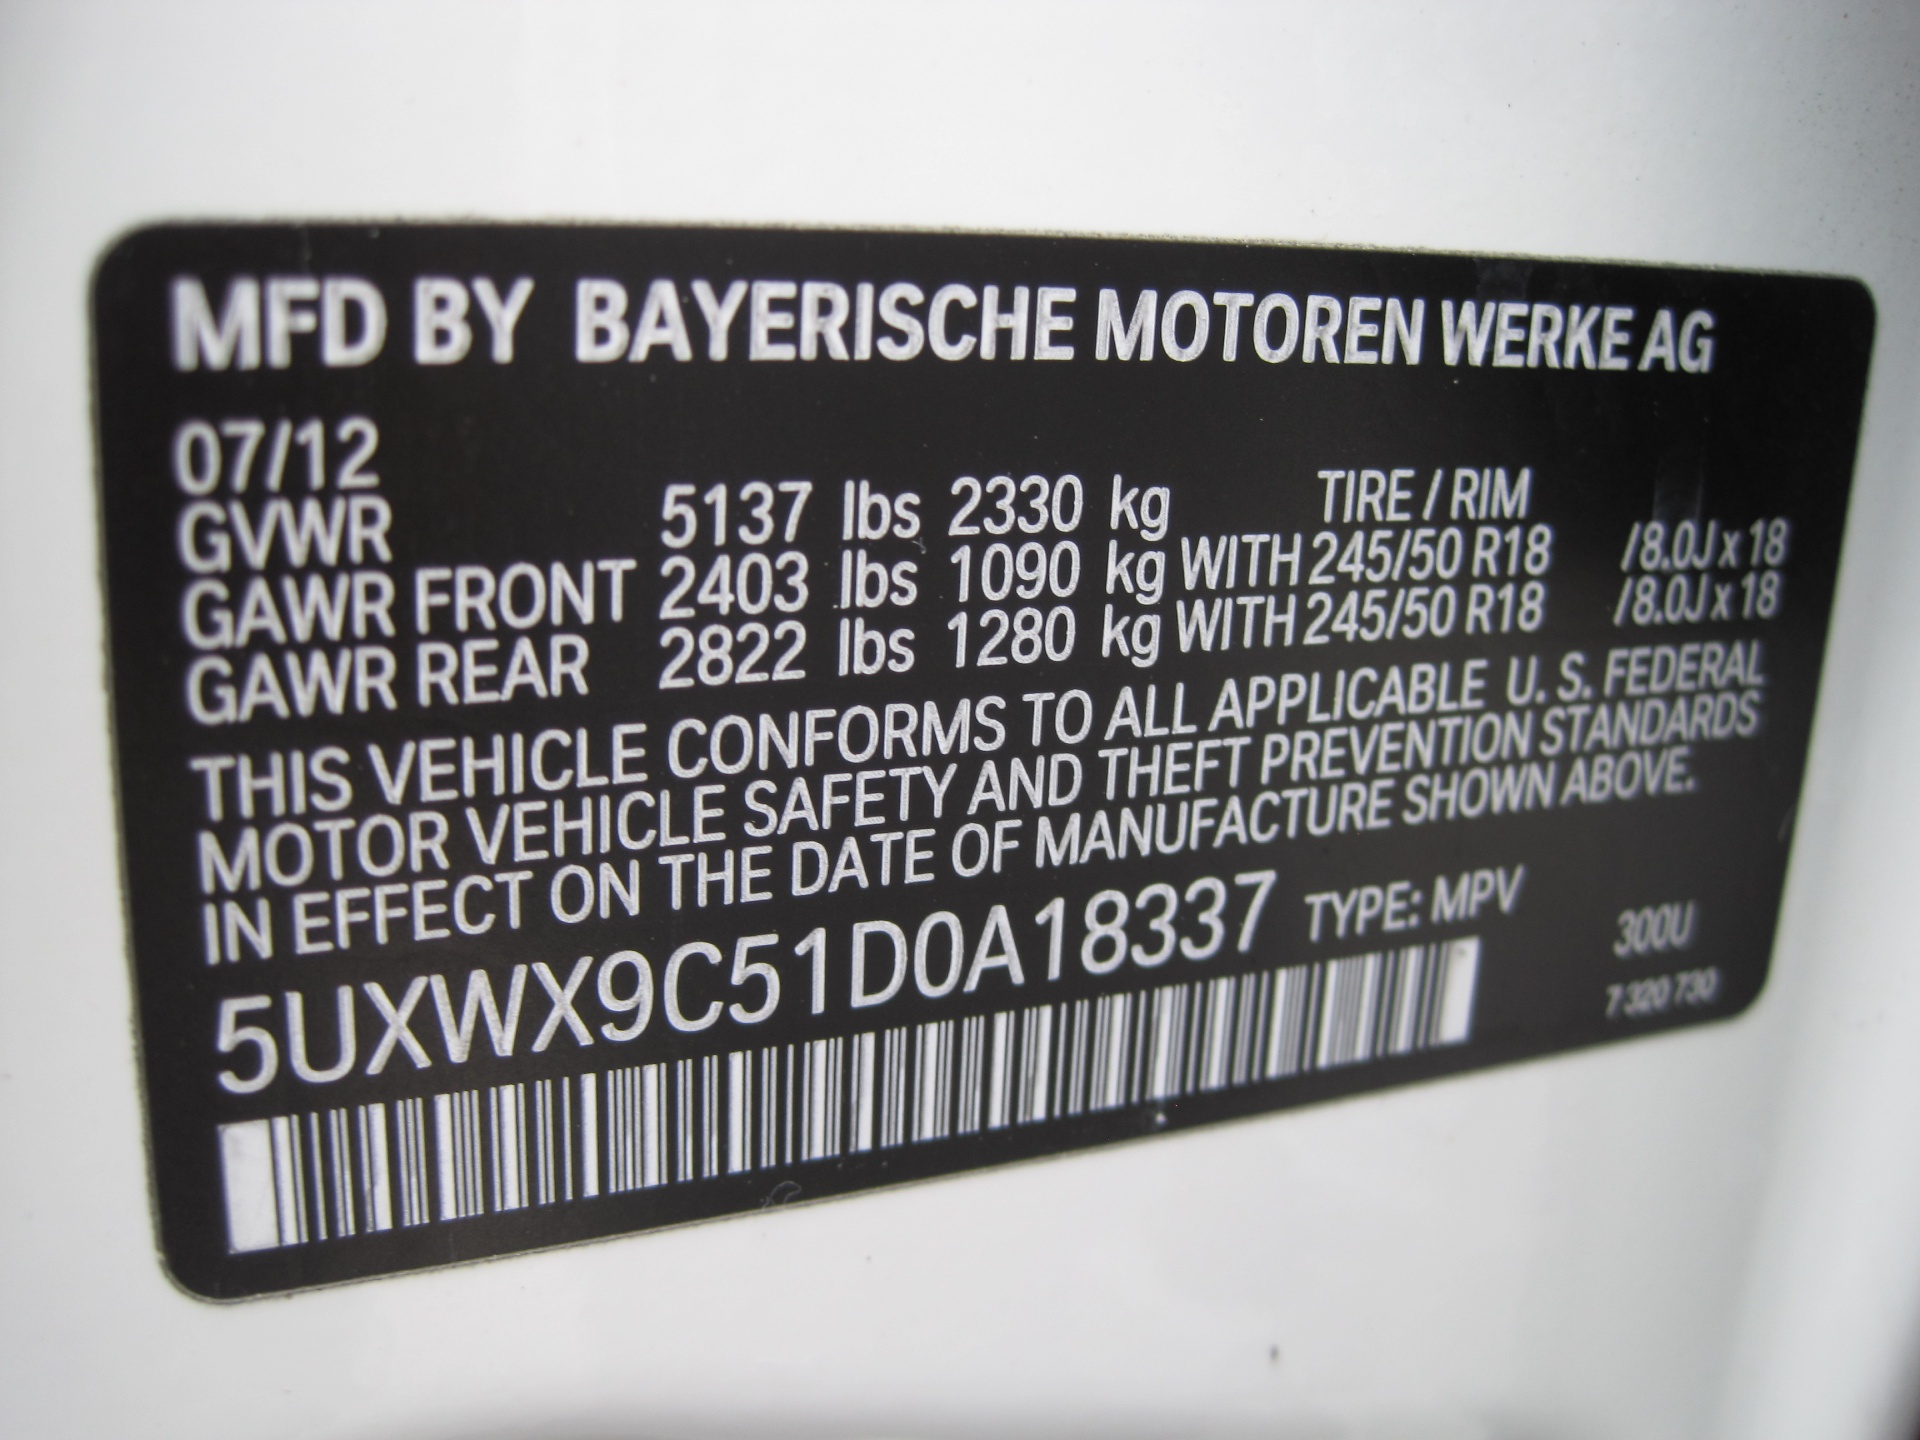 MFD BY BAYERISCHE MOTOREN WERKE AG
07/12
GVWR 5137 lbs 2330 kg TIRE / RIM
GAWR FRONT 2403 lbs 1090 kg WITH 245/50 R18 /8.0J x 18
GAWR REAR 2822 lbs 1280 kg WITH 245/50 R18 /8.0J x 18
THIS VEHICLE CONFORMS TO ALL APPLICABLE U. S. FEDERAL
MOTOR VEHICLE SAFETY AND THEFT PREVENTION STANDARDS
IN EFFECT ON THE DATE OF MANUFACTURE SHOWN ABOVE.
5UXWX9C51D0A18337 TYPE: MPV
300U
7 320 730